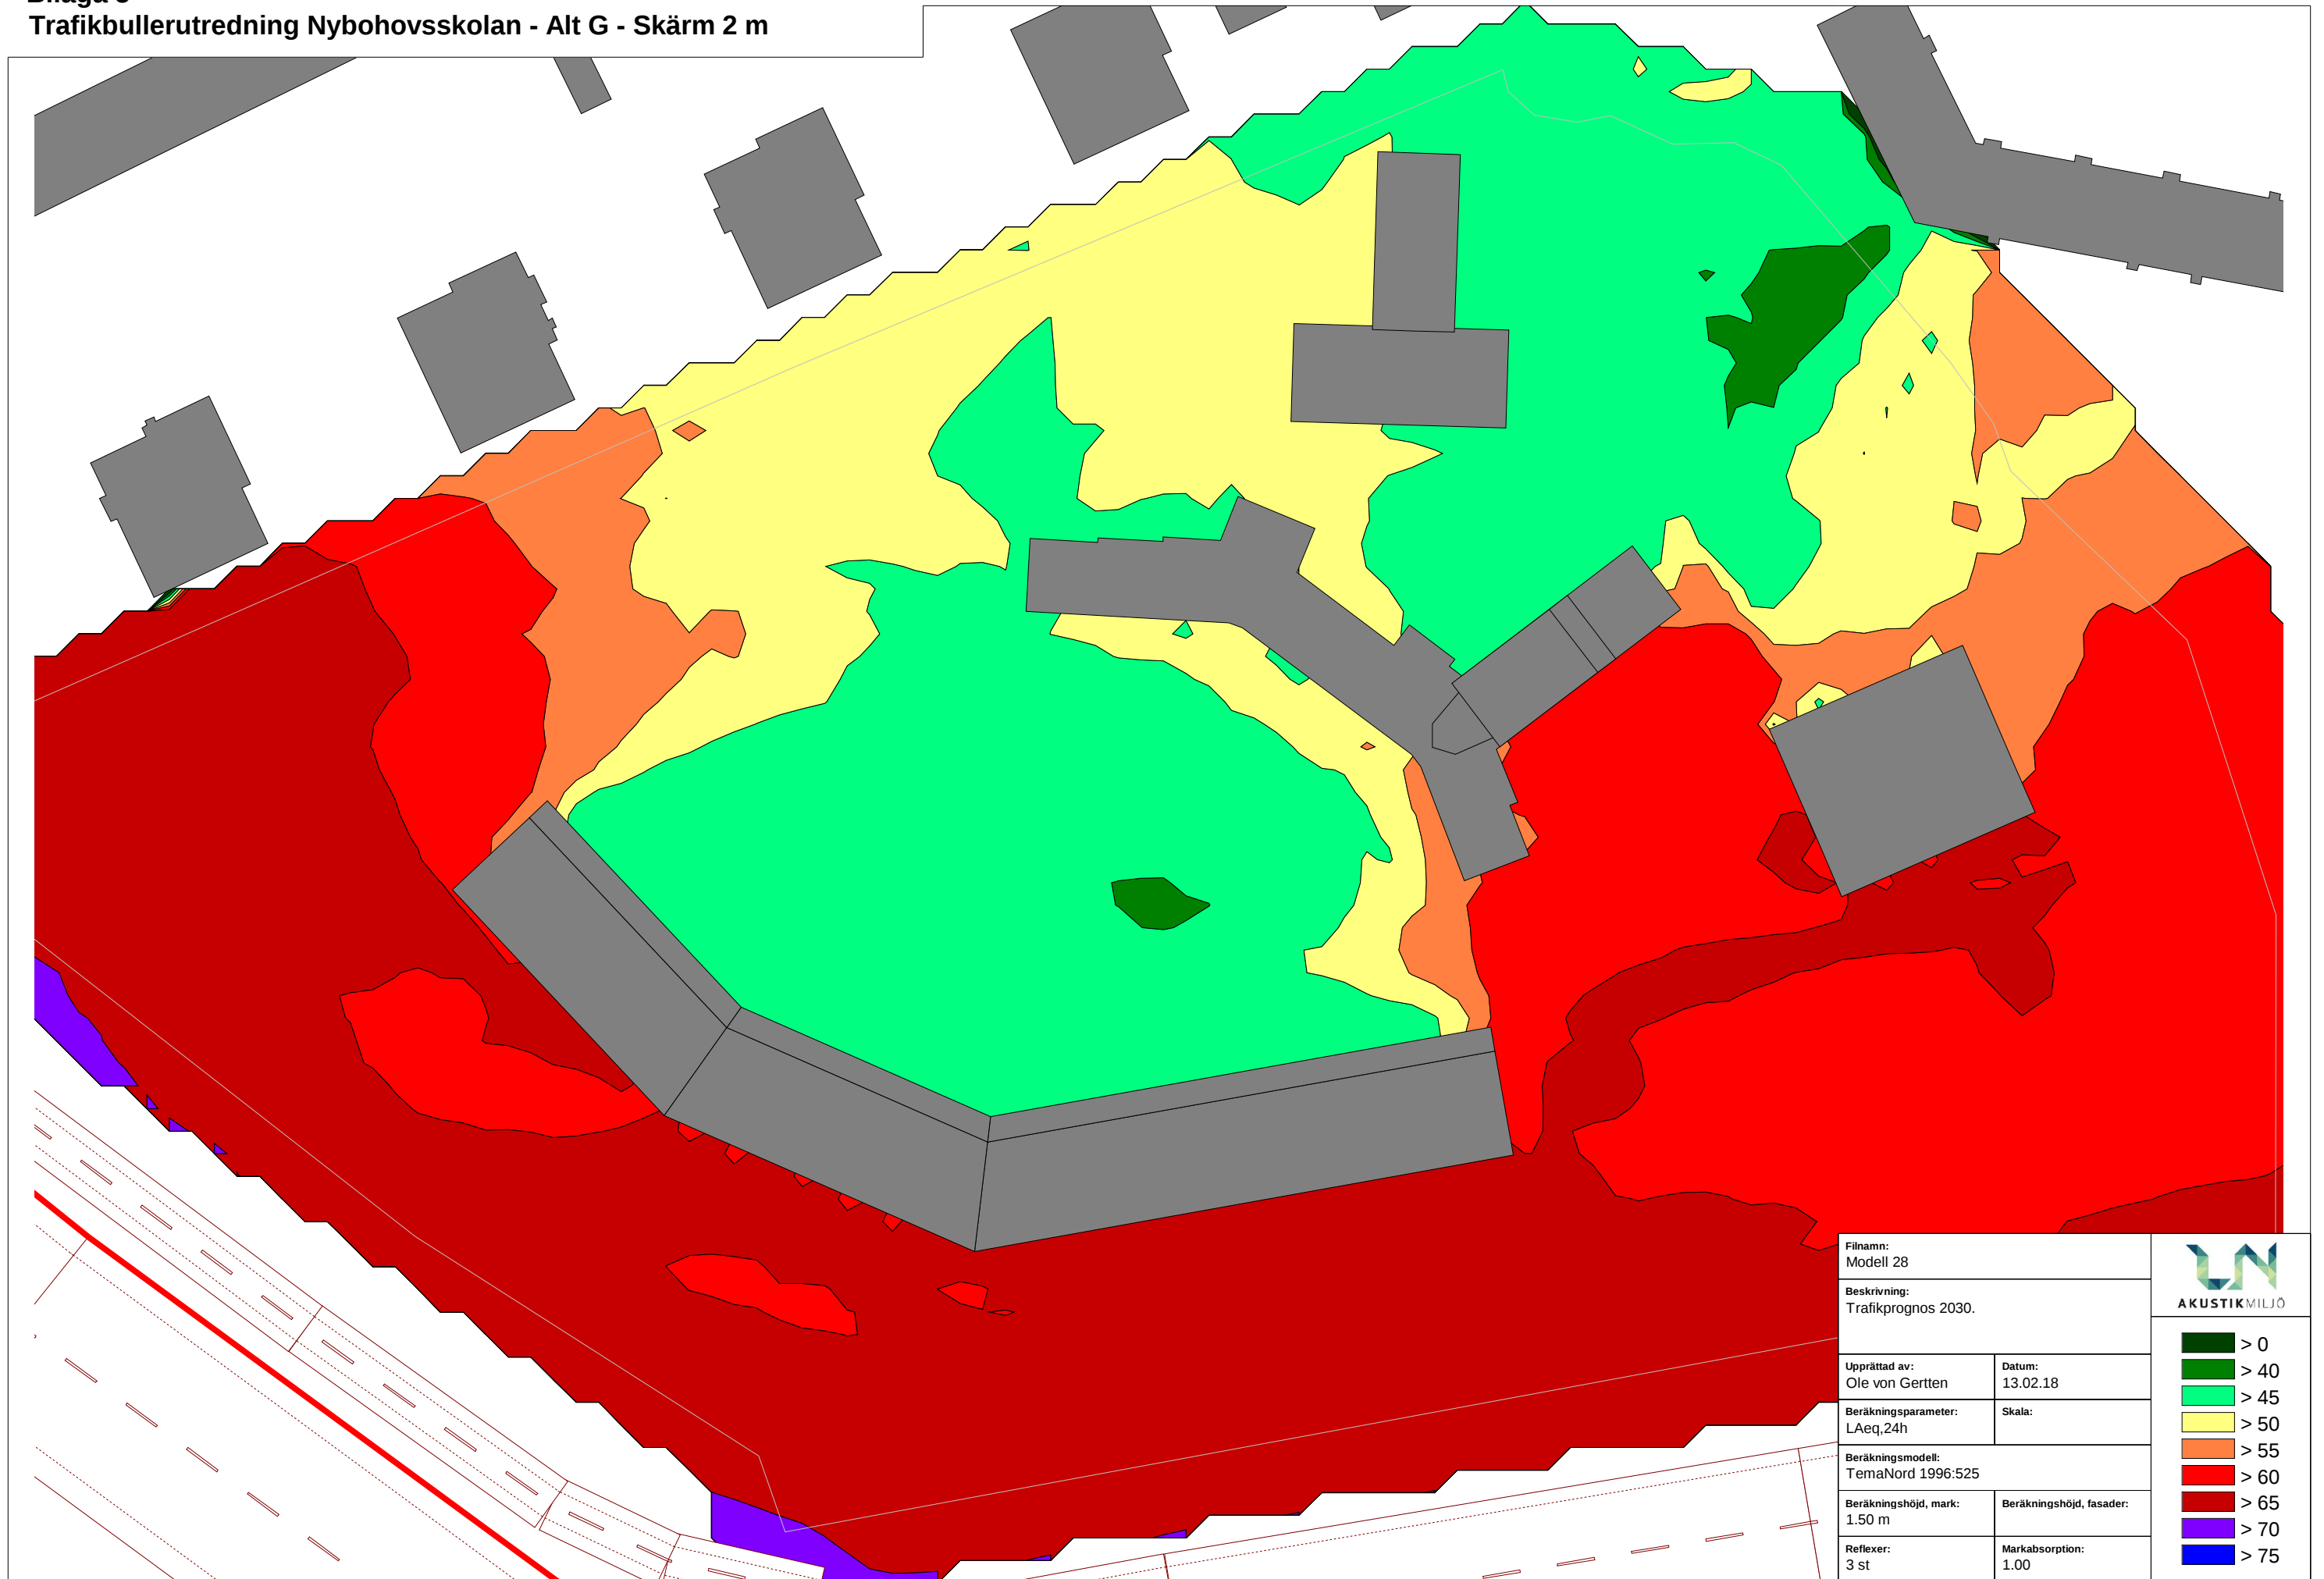 Trafikbullerutredning Nybohovsskolan - Alt G - Skärm 2 m
Filnamn:
Modell 28
Beskrivning:
Trafikprognos 2030.
Upprättad av:
Ole von Gertten
Datum:
13.02.18
Beräkningsparameter:
LAeq,24h
Skala:
Beräkningsmodell:
TemaNord 1996:525
Beräkningshöjd, mark:
1.50 m
Beräkningshöjd, fasader:
Reflexer:
3 st
Markabsorption:
1.00
AKUSTIKMILJÖ
> 0
> 40
> 45
> 50
> 55
> 60
> 65
> 70
> 75